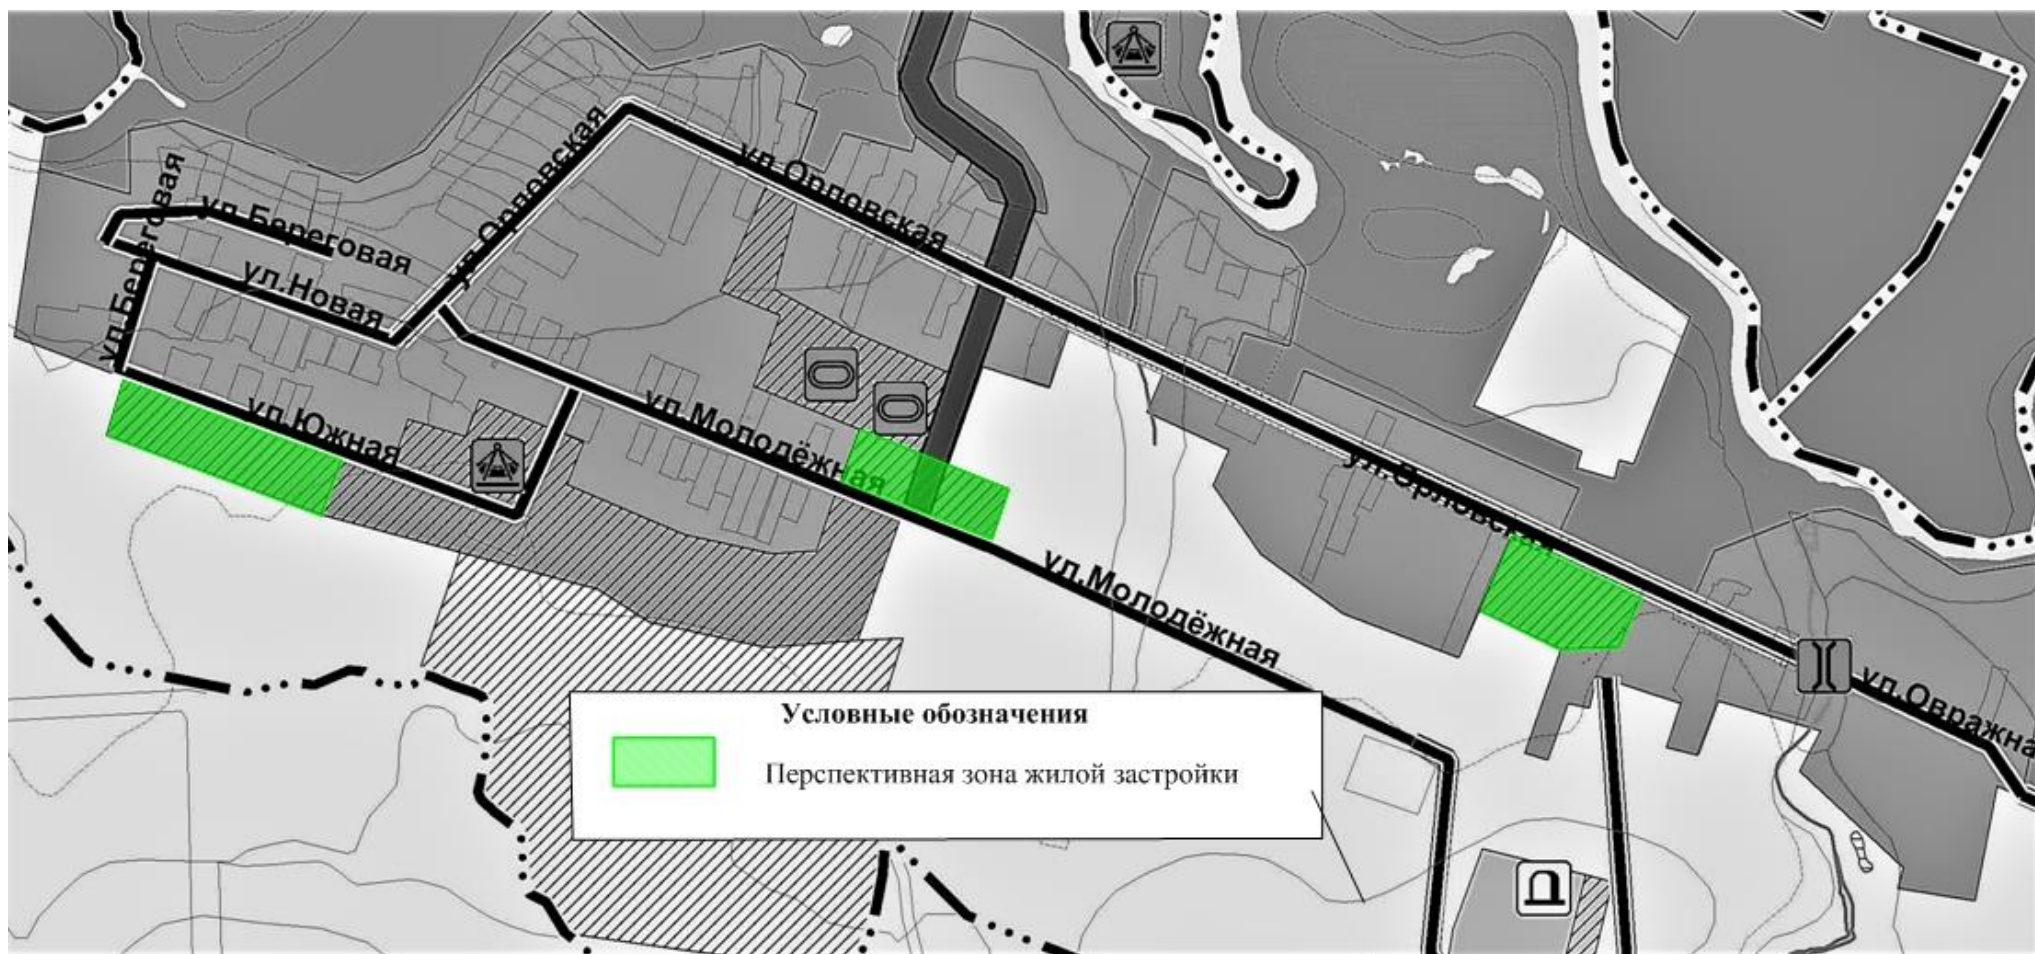 ул.Орловская
ул.Орловская
ул.Береговая
ул.Береговая
ул.Новая
ул.Южная
ул.Молодёжная
ул.Орловская
ул.Молодёжная
ул.Овражна
Условные обозначения
Перспективная зона жилой застройки